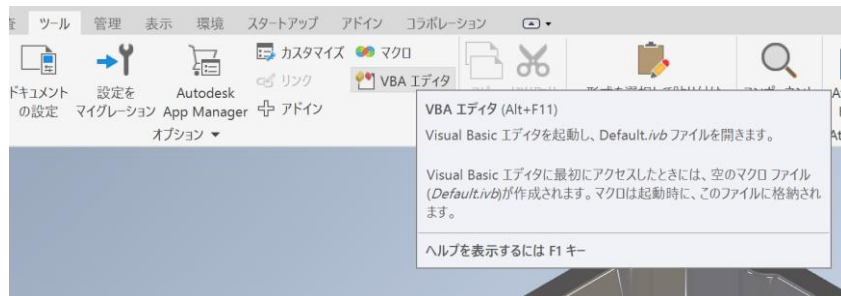 ツール 管理 表示 環境 スタートアップ アドイン コラボレーション
ドキュメント
の設定
設定を
マイグレーション
Autodesk
App Manager
カスタマイズ
リンク
アドイン
マクロ
VBA エディタ
オプション
VBA エディタ (Alt+F11)
Visual Basic エディタを起動し、Default.ivb ファイルを開きます。
Visual Basic エディタに最初にアクセスしたときには、空のマクロ ファイル
(Default.ivb)が作成されます。マクロは起動時に、このファイルに格納され
ます。
ヘルプを表示するには F1 キー